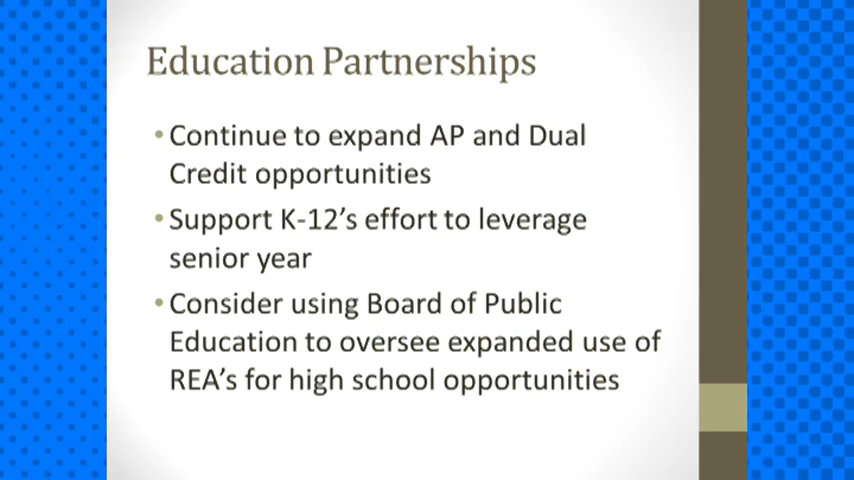 Education Partnerships
• Continue to expand AP and Dual
Credit opportunities
• Support K-12’s effort to leverage
senior year
• Consider using Board of Public
Education to oversee expanded use of
REA’s for high school opportunities